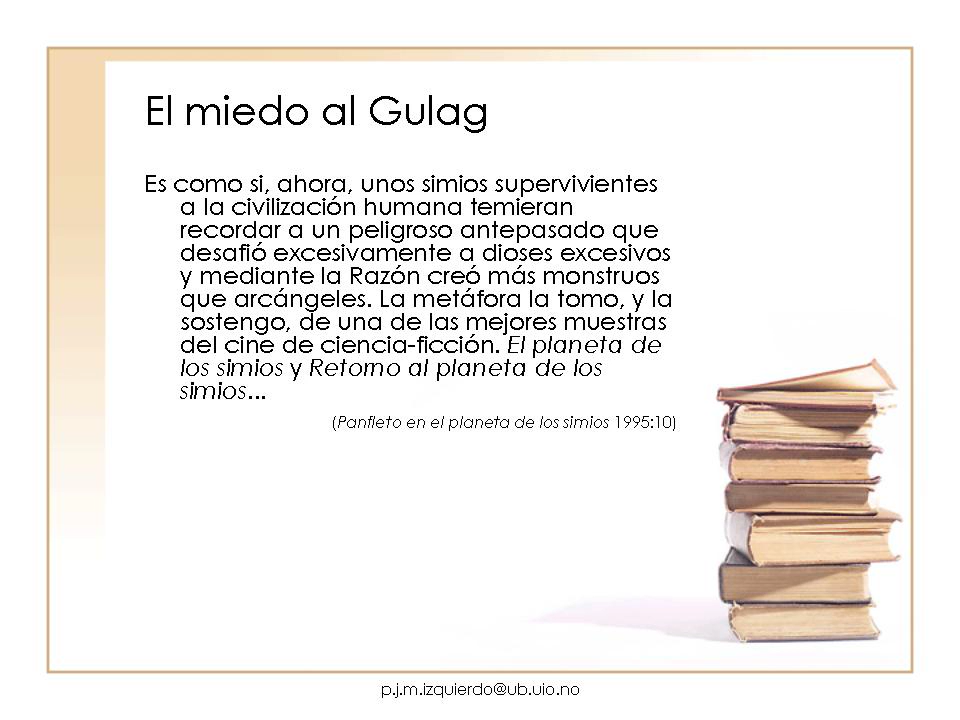 El miedo al Gulag
Es como si, ahora, unos simios supervivientes
a la civilización humana temieran
recordar a un peligroso antepasado que
desafió excesivamente a dioses excesivos
y mediante la Razón creó más monstruos
que arcángeles. La metáfora la tomo, y la
sostengo, de una de las mejores muestras
del cine de ciencia-ficción. El planeta de
los simios y Retorno al planeta de los
simios...
(Panfleto en el planeta de los simios 1995:10)
p.j.m.izquierdo@ub.uio.no